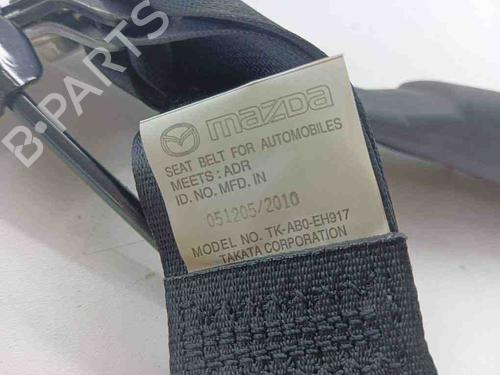 B-PARTS
mazda
SEAT BELT FOR AUTOMOBILES
MEETS : ADR
ID. NO. MFD. IN
051205/2010
MODEL NO. TK-AB0-EH917
TAKATA CORPORATION